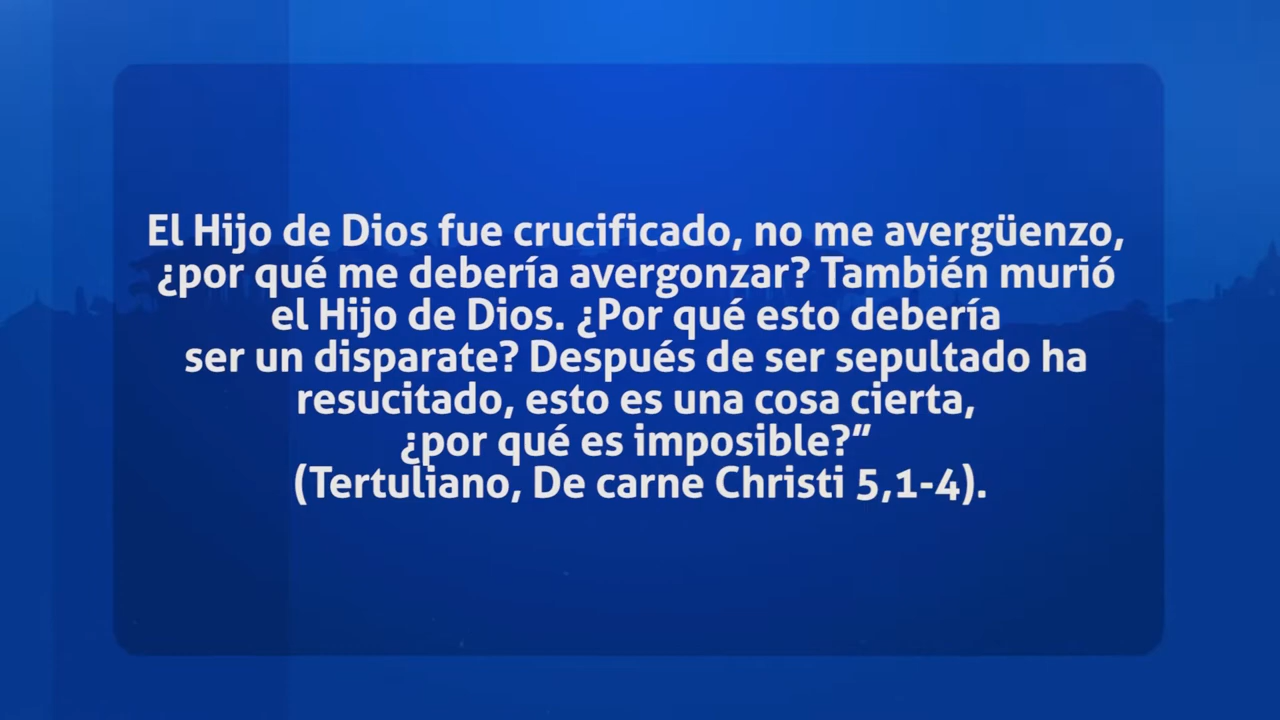 El Hijo de Dios fue crucificado, no me avergüenzo,
¿por qué me debería avergonzar? También murió
el Hijo de Dios. ¿Por qué esto debería
ser un disparate? Después de ser sepultado ha
resucitado, esto es una cosa cierta,
¿por qué es imposible?”
(Tertuliano, De carne Christi 5,1-4).